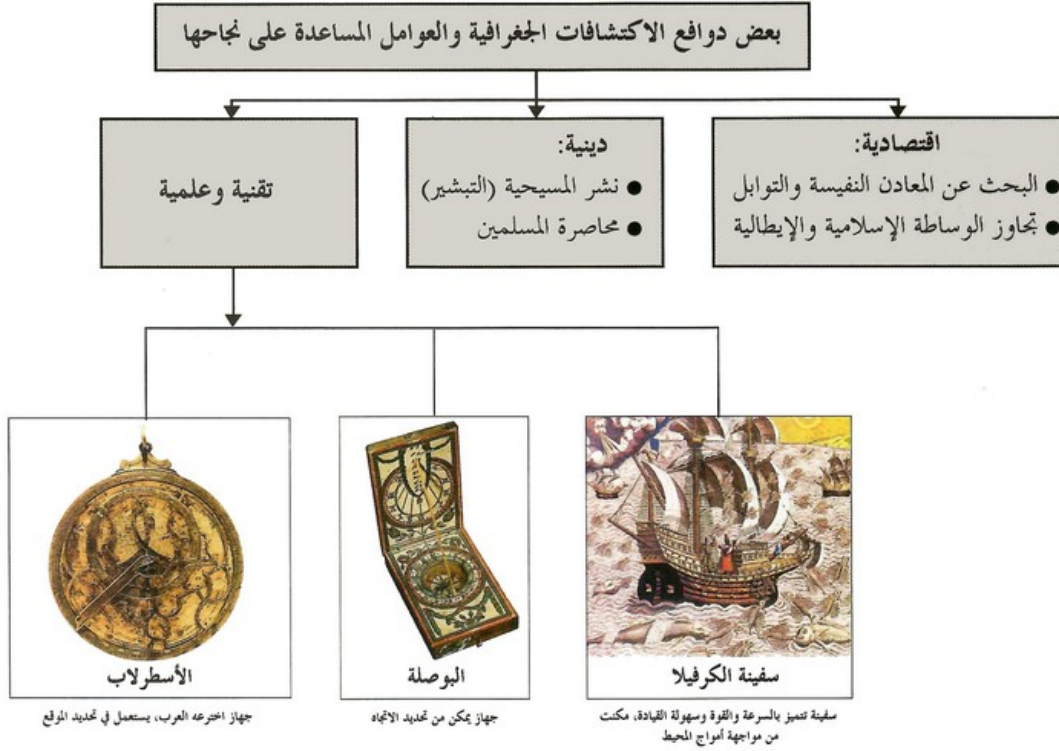 بعض دوافع الاكتشافات الجغرافية والعوامل المساعدة على نجاحها
اقتصادية:
● البحث عن المعادن النفيسة والتوابل
● تجاوز الوساطة الإسلامية والإيطالية
دينية:
● نشر المسيحية (التبشير)
● محاصرة المسلمين
تقنية وعلمية
سفينة الكرفيلا
سفينة تتميز بالسرعة والقوة وسهولة القيادة، مكنت
من مواجهة أمواج المحيط
البوصلة
جهاز يمكن من تحديد الاتجاه
الأسطرلاب
جهاز اخترعه العرب، يستعمل في تحديد الموقع